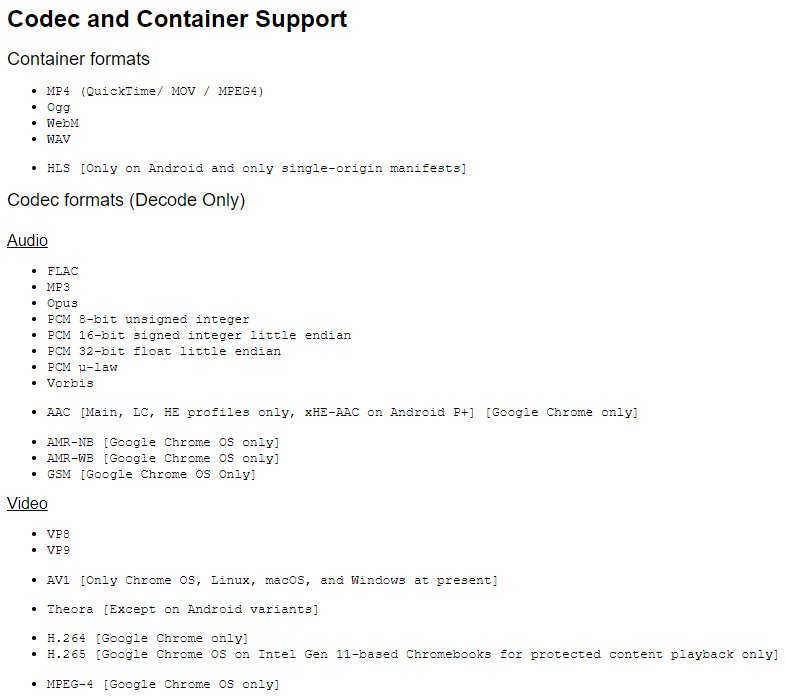 Codec and Container Support
Container formats
• MP4 (QuickTime/ MOV / MPEG4)
• Ogg
• WebM
• WAV
• HLS [Only on Android and only single-origin manifests]
Codec formats (Decode Only)
Audio
• FLAC
• MP3
• Opus
• PCM 8-bit unsigned integer
• PCM 16-bit signed integer little endian
• PCM 32-bit float little endian
• PCM μ-law
• Vorbis
• AAC [Main, LC, HE profiles only, xHE-AAC on Android P+] [Google Chrome only]
• AMR-NB [Google Chrome OS only]
• AMR-WB [Google Chrome OS only]
• GSM [Google Chrome OS Only]
Video
• VP8
• VP9
• AV1 [Only Chrome OS, Linux, macOS, and Windows at present]
• Theora [Except on Android variants]
• H.264 [Google Chrome only]
• H.265 [Google Chrome OS on Intel Gen 11-based Chromebooks for protected content playback only]
• MPEG-4 [Google Chrome OS only]